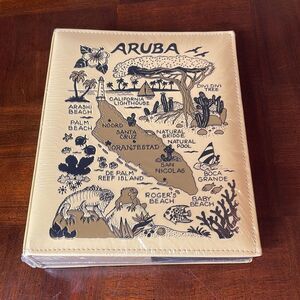 ARUBA
DIVI DIVI
TREE
CALIFORNIA
LIGHTHOUSE
ARASHI
BEACH
PALM
BEACH
NOORD
SANTA
CRUZ
NATURAL
BRIDGE
NATURAL
POOL
ORANJESTAD
SAN
NICOLAS
DE PALM
REEF ISLAND
BOCA
GRANDE
ROGER'S
BEACH
BABY
BEACH